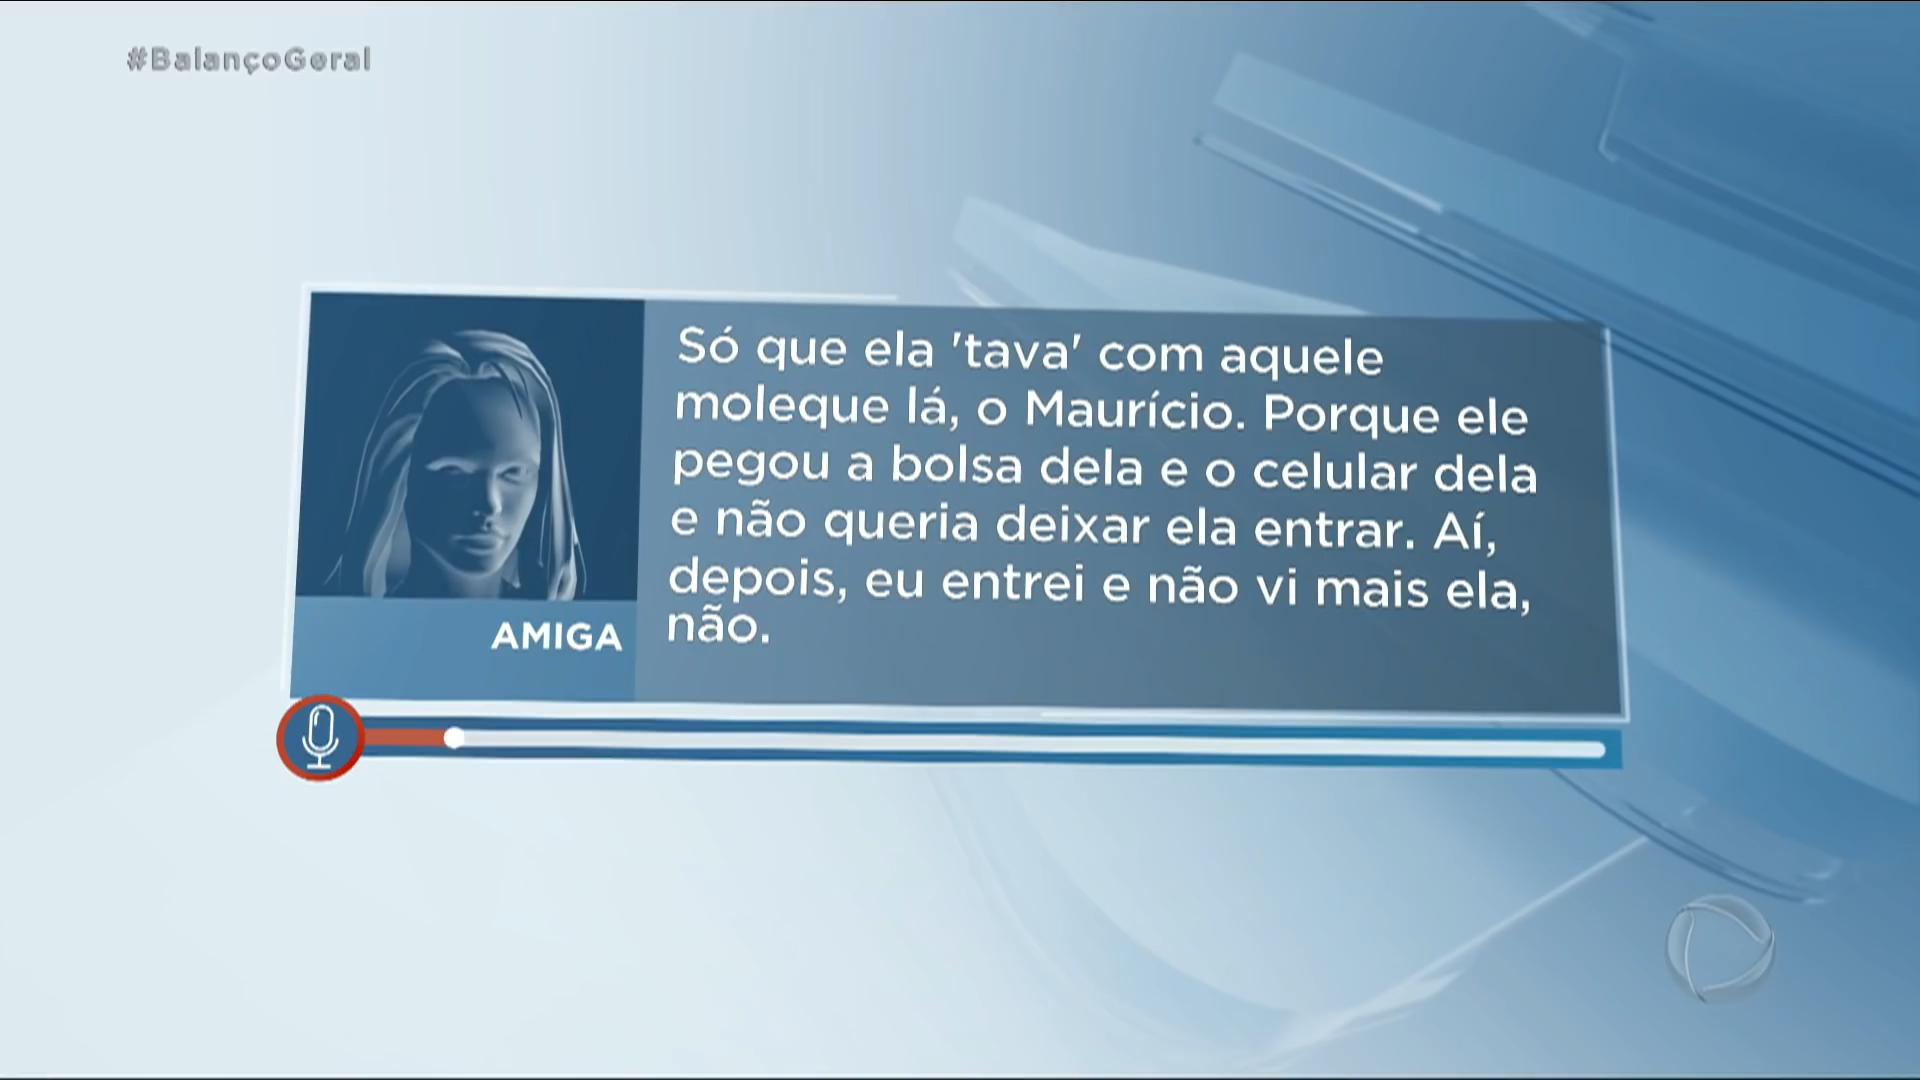 #BalançoGeral
Só que ela 'tava' com aquele
moleque lá, o Maurício. Porque ele
pegou a bolsa dela e o celular dela
e não queria deixar ela entrar. Aí,
depois, eu entrei e não vi mais ela,
não.
AMIGA